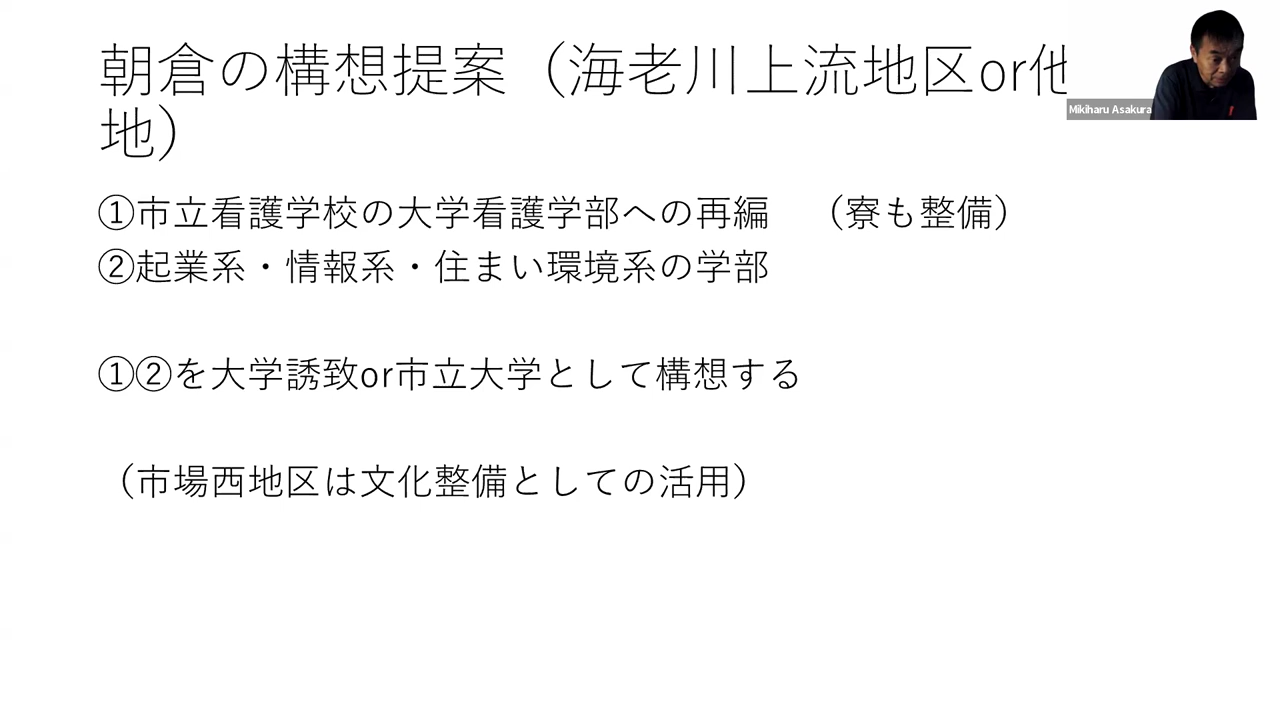 朝倉の構想提案（海老川上流地区or他
地）
①市立看護学校の大学看護学部への再編　（寮も整備）
②起業系・情報系・住まい環境系の学部
①②を大学誘致or市立大学として構想する
（市場西地区は文化整備としての活用）
Mikiharu Asakura